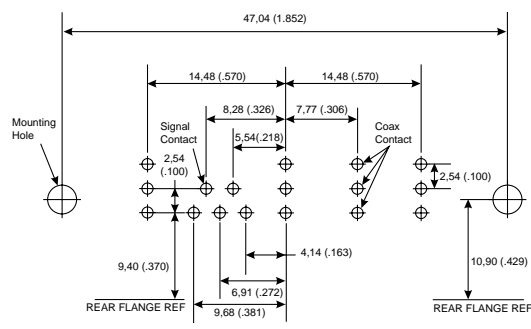 47,04 (1.852)
14,48 (.570)
14,48 (.570)
Mounting
Hole
Signal
Contact
8,28 (.326)
7,77 (.306)
Coax
Contact
5,54(.218)
2,54
(.100)
2,54
(.100)
4,14 (.163)
9,40 (.370)
10,90 (.429)
6,91 (.272)
REAR FLANGE REF
REAR FLANGE REF
9,68 (.381)